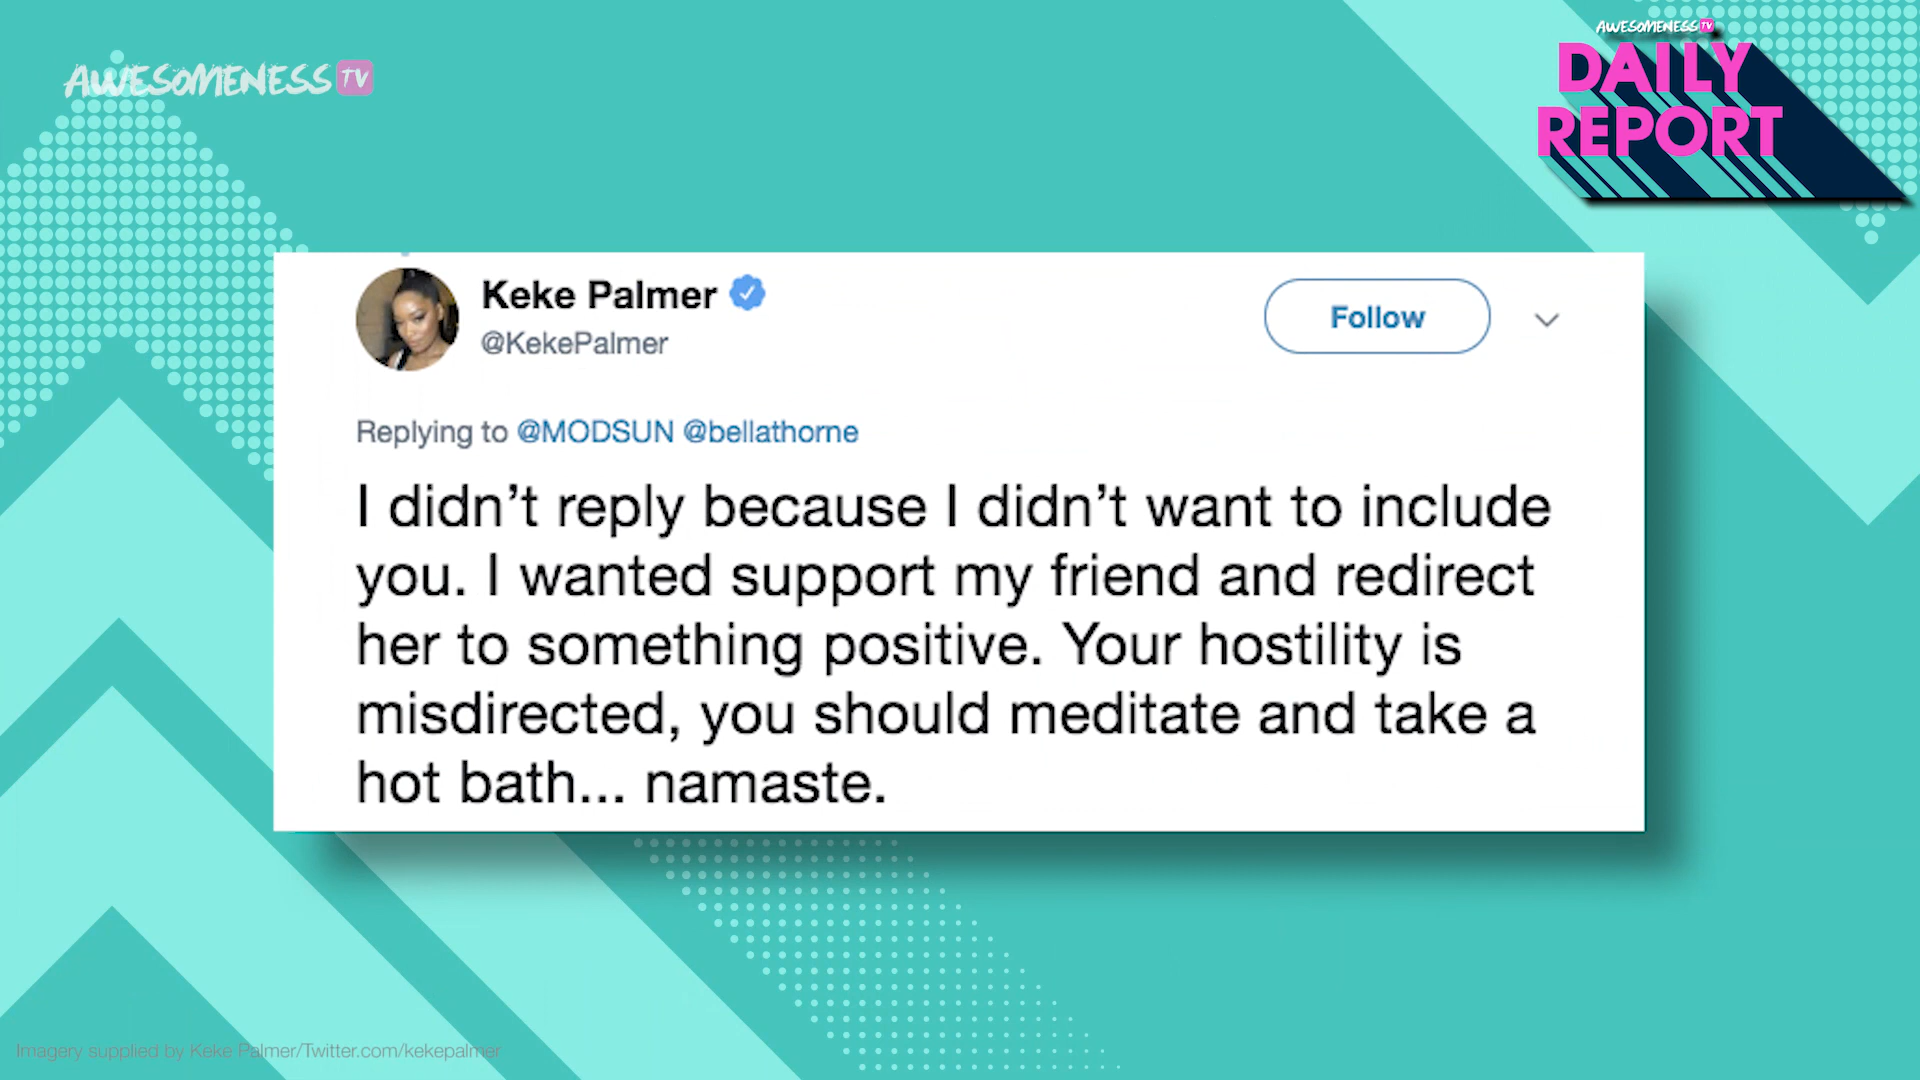 AWESOMENESS TV
AWESOMENESS TV
DAILY
REPORT
Keke Palmer
@KekePalmer
Follow
Replying to @MODSUN @bellathorne
I didn’t reply because I didn’t want to include
you. I wanted support my friend and redirect
her to something positive. Your hostility is
misdirected, you should meditate and take a
hot bath... namaste.
Imagery supplied by Keke Palmer/Twitter.com/kekepalmer